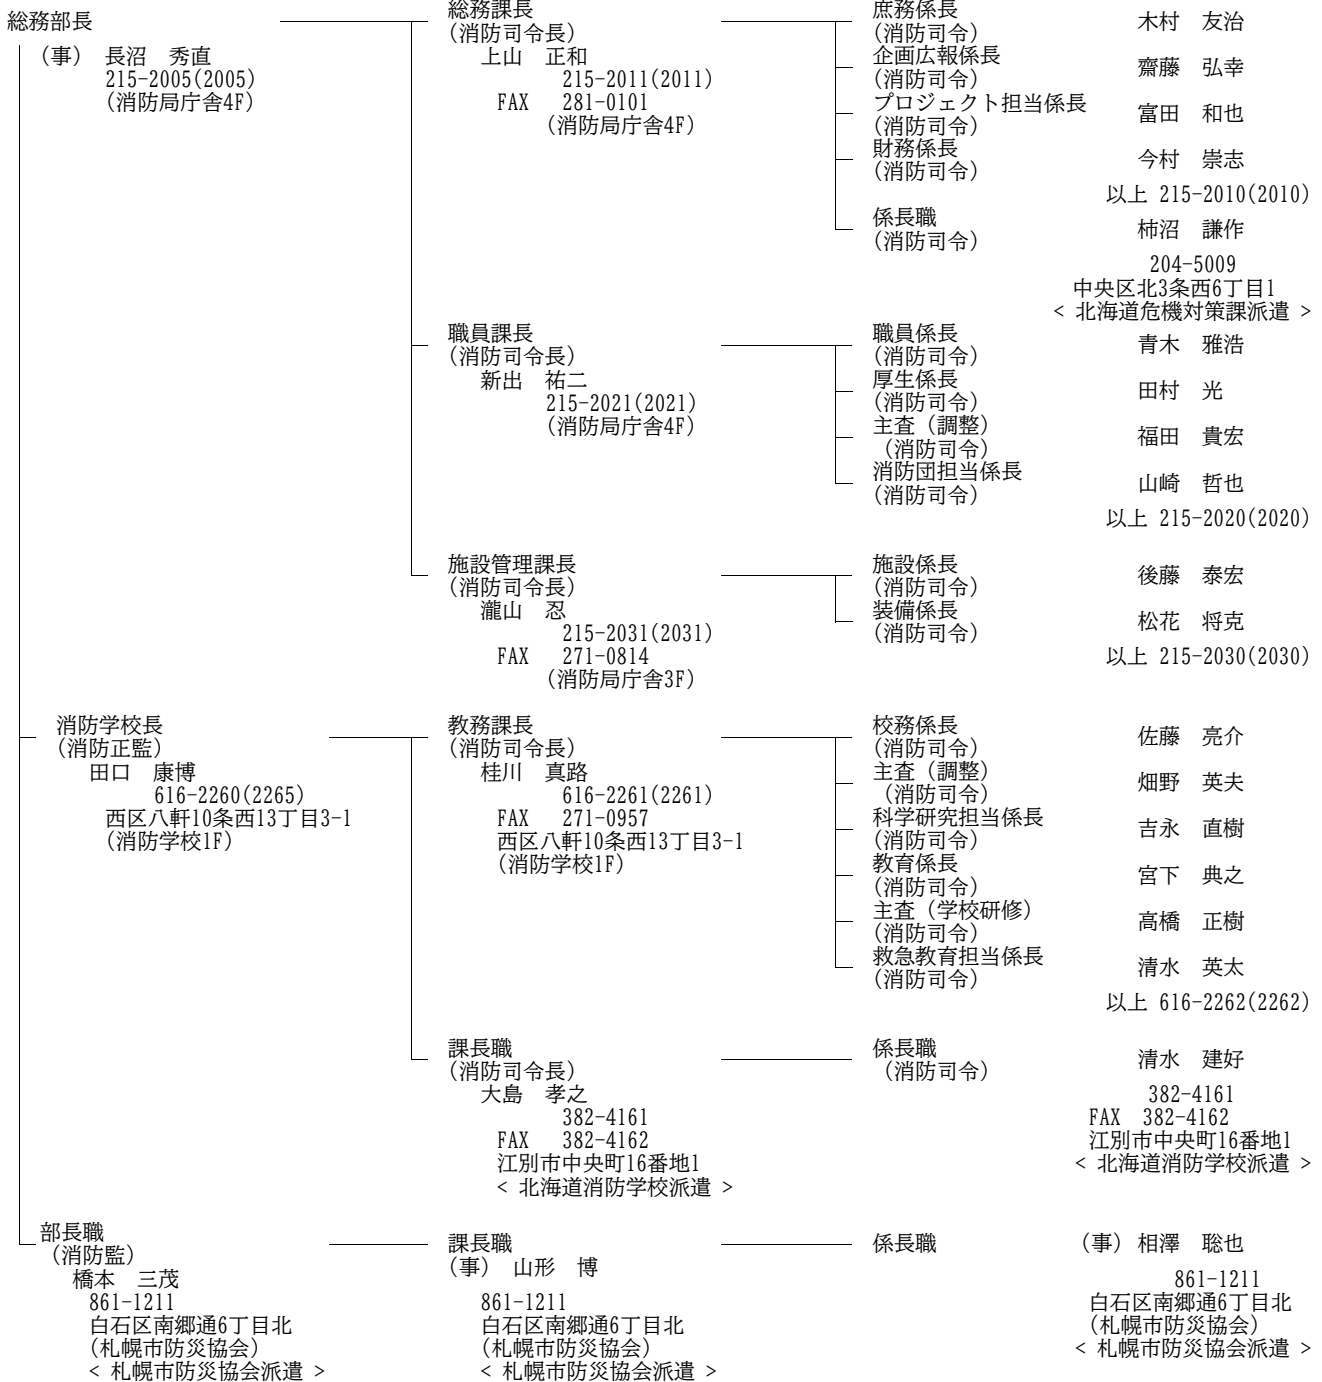 総務部長
（事） 長沼　秀直
215-2005(2005)
（消防局庁舎4F）
総務課長
（消防司令長）
上山　正和
215-2011(2011)
FAX 281-0101
（消防局庁舎4F）
庶務係長 木村　友治
（消防司令）
企画広報係長 齋藤　弘幸
（消防司令）
プロジェクト担当係長 富田　和也
（消防司令）
財務係長 今村　崇志
（消防司令）
以上 215-2010(2010)
係長職 柿沼　謙作
（消防司令）
204-5009
中央区北3条西6丁目1
< 北海道危機対策課派遣 >
職員課長
（消防司令長）
新出　祐二
215-2021(2021)
（消防局庁舎4F）
職員係長 青木　雅浩
（消防司令）
厚生係長 田村　光
（消防司令）
主査（調整） 福田　貴宏
（消防司令）
消防団担当係長 山崎　哲也
（消防司令）
以上 215-2020(2020)
施設管理課長
（消防司令長）
瀧山　忍
215-2031(2031)
FAX 271-0814
（消防局庁舎3F）
施設係長 後藤　泰宏
（消防司令）
装備係長 松花　将克
（消防司令）
以上 215-2030(2030)
消防学校長
（消防正監）
田口　康博
616-2260(2265)
西区八軒10条西13丁目3-1
（消防学校1F）
教務課長
（消防司令長）
桂川　真路
616-2261(2261)
FAX 271-0957
西区八軒10条西13丁目3-1
（消防学校1F）
校務係長 佐藤　亮介
（消防司令）
主査（調整） 畑野　英夫
（消防司令）
科学研究担当係長 吉永　直樹
（消防司令）
教育係長 宮下　典之
（消防司令）
主査（学校研修） 高橋　正樹
（消防司令）
救急教育担当係長 清水　英太
（消防司令）
以上 616-2262(2262)
課長職
（消防司令長）
大島　孝之
382-4161
FAX 382-4162
江別市中央町16番地1
< 北海道消防学校派遣 >
係長職 清水　建好
（消防司令）
382-4161
FAX 382-4162
江別市中央町16番地1
< 北海道消防学校派遣 >
部長職
（消防監）
橋本　三茂
861-1211
白石区南郷通6丁目北
（札幌市防災協会）
< 札幌市防災協会派遣 >
課長職
（事） 山形　博
861-1211
白石区南郷通6丁目北
（札幌市防災協会）
< 札幌市防災協会派遣 >
係長職 （事） 相澤　聡也
861-1211
白石区南郷通6丁目北
（札幌市防災協会）
< 札幌市防災協会派遣 >